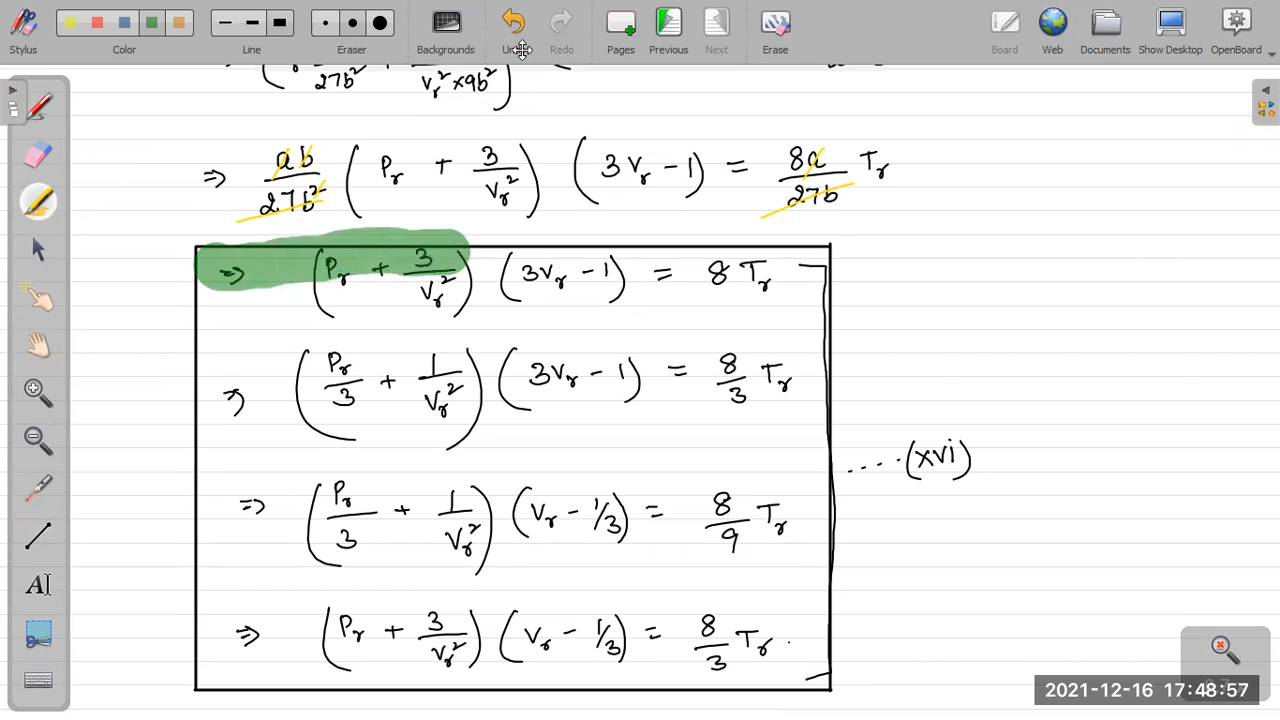 Stylus Color Line Eraser Backgrounds Undo Redo Pages Previous Next Erase Board Web Documents Show Desktop OpenBoard
27b² Vr² × 9b²
⇒ ab/27b² (Pr + 3/Vr²) (3Vr − 1) = 8a/27b Tr
⇒ (Pr + 3/Vr²) (3Vr − 1) = 8 Tr
⇒ (Pr/3 + 1/Vr²) (3Vr − 1) = 8/3 Tr
....(xvi)
⇒ (Pr/3 + 1/Vr²) (Vr − 1/3) = 8/9 Tr
⇒ (Pr + 3/Vr²) (Vr − 1/3) = 8/3 Tr.
2021-12-16 17:48:57